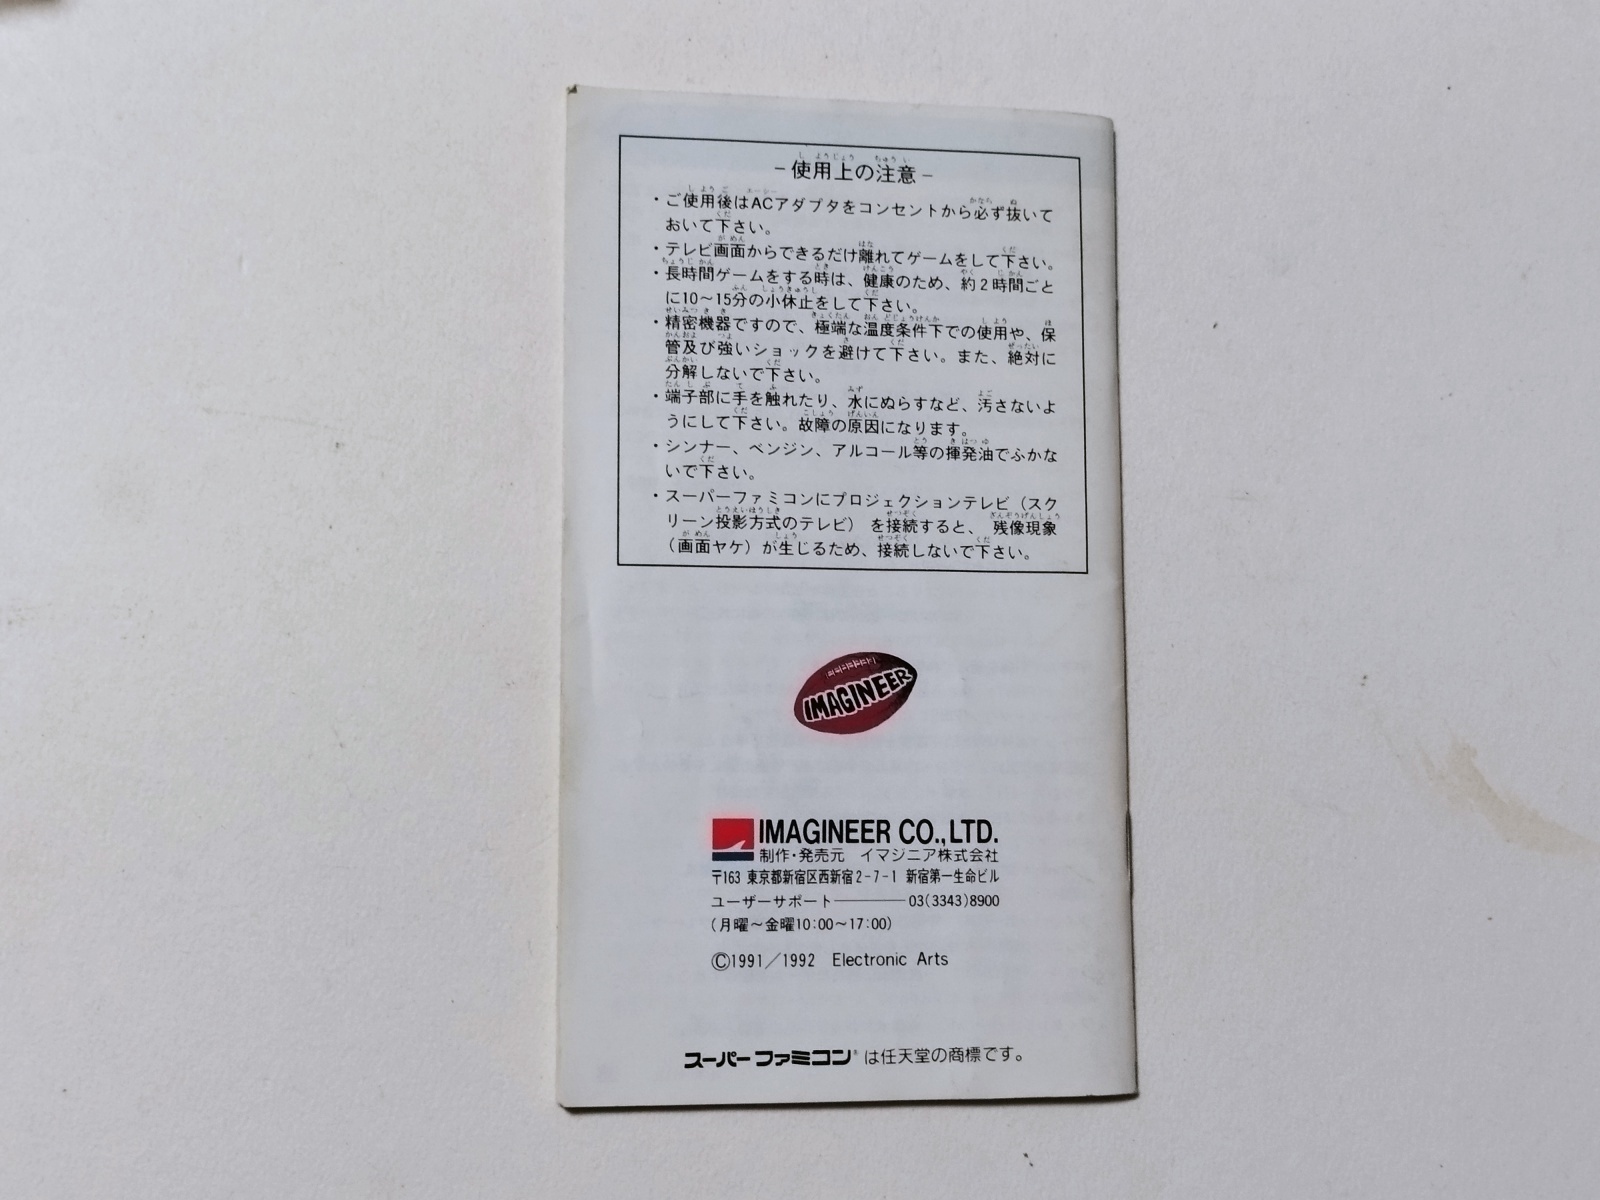 －使用上の注意－
・ご使用後はACアダプタをコンセントから必ず抜いて
おいて下さい。
・テレビ画面からできるだけ離れてゲームをして下さい。
・長時間ゲームをする時は、健康のため、約2時間ごと
に10～15分の小休止をして下さい。
・精密機器ですので、極端な温度条件下での使用や、保
管及び強いショックを避けて下さい。また、絶対に
分解しないで下さい。
・端子部に手を触れたり、水にぬらすなど、汚さないよ
うにして下さい。故障の原因になります。
・シンナー、ベンジン、アルコール等の揮発油でふかな
いで下さい。
・スーパーファミコンにプロジェクションテレビ（スク
リーン投影方式のテレビ）を接続すると、残像現象
（画面ヤケ）が生じるため、接続しないで下さい。
IMAGINEER
IMAGINEER CO.,LTD.
制作・発売元　イマジニア株式会社
〒163 東京都新宿区西新宿2-7-1 新宿第一生命ビル
ユーザーサポート――――03(3343)8900
(月曜～金曜10:00～17:00)
©1991／1992 Electronic Arts
スーパーファミコン®は任天堂の商標です。